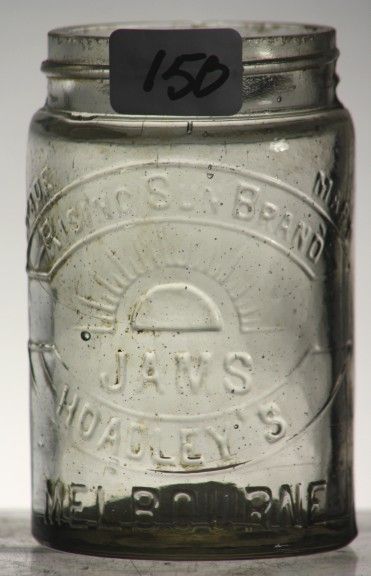 150
TRADE MARK
RISING SUN BRAND
JAMS
HOADLEY'S
MELBOURNE